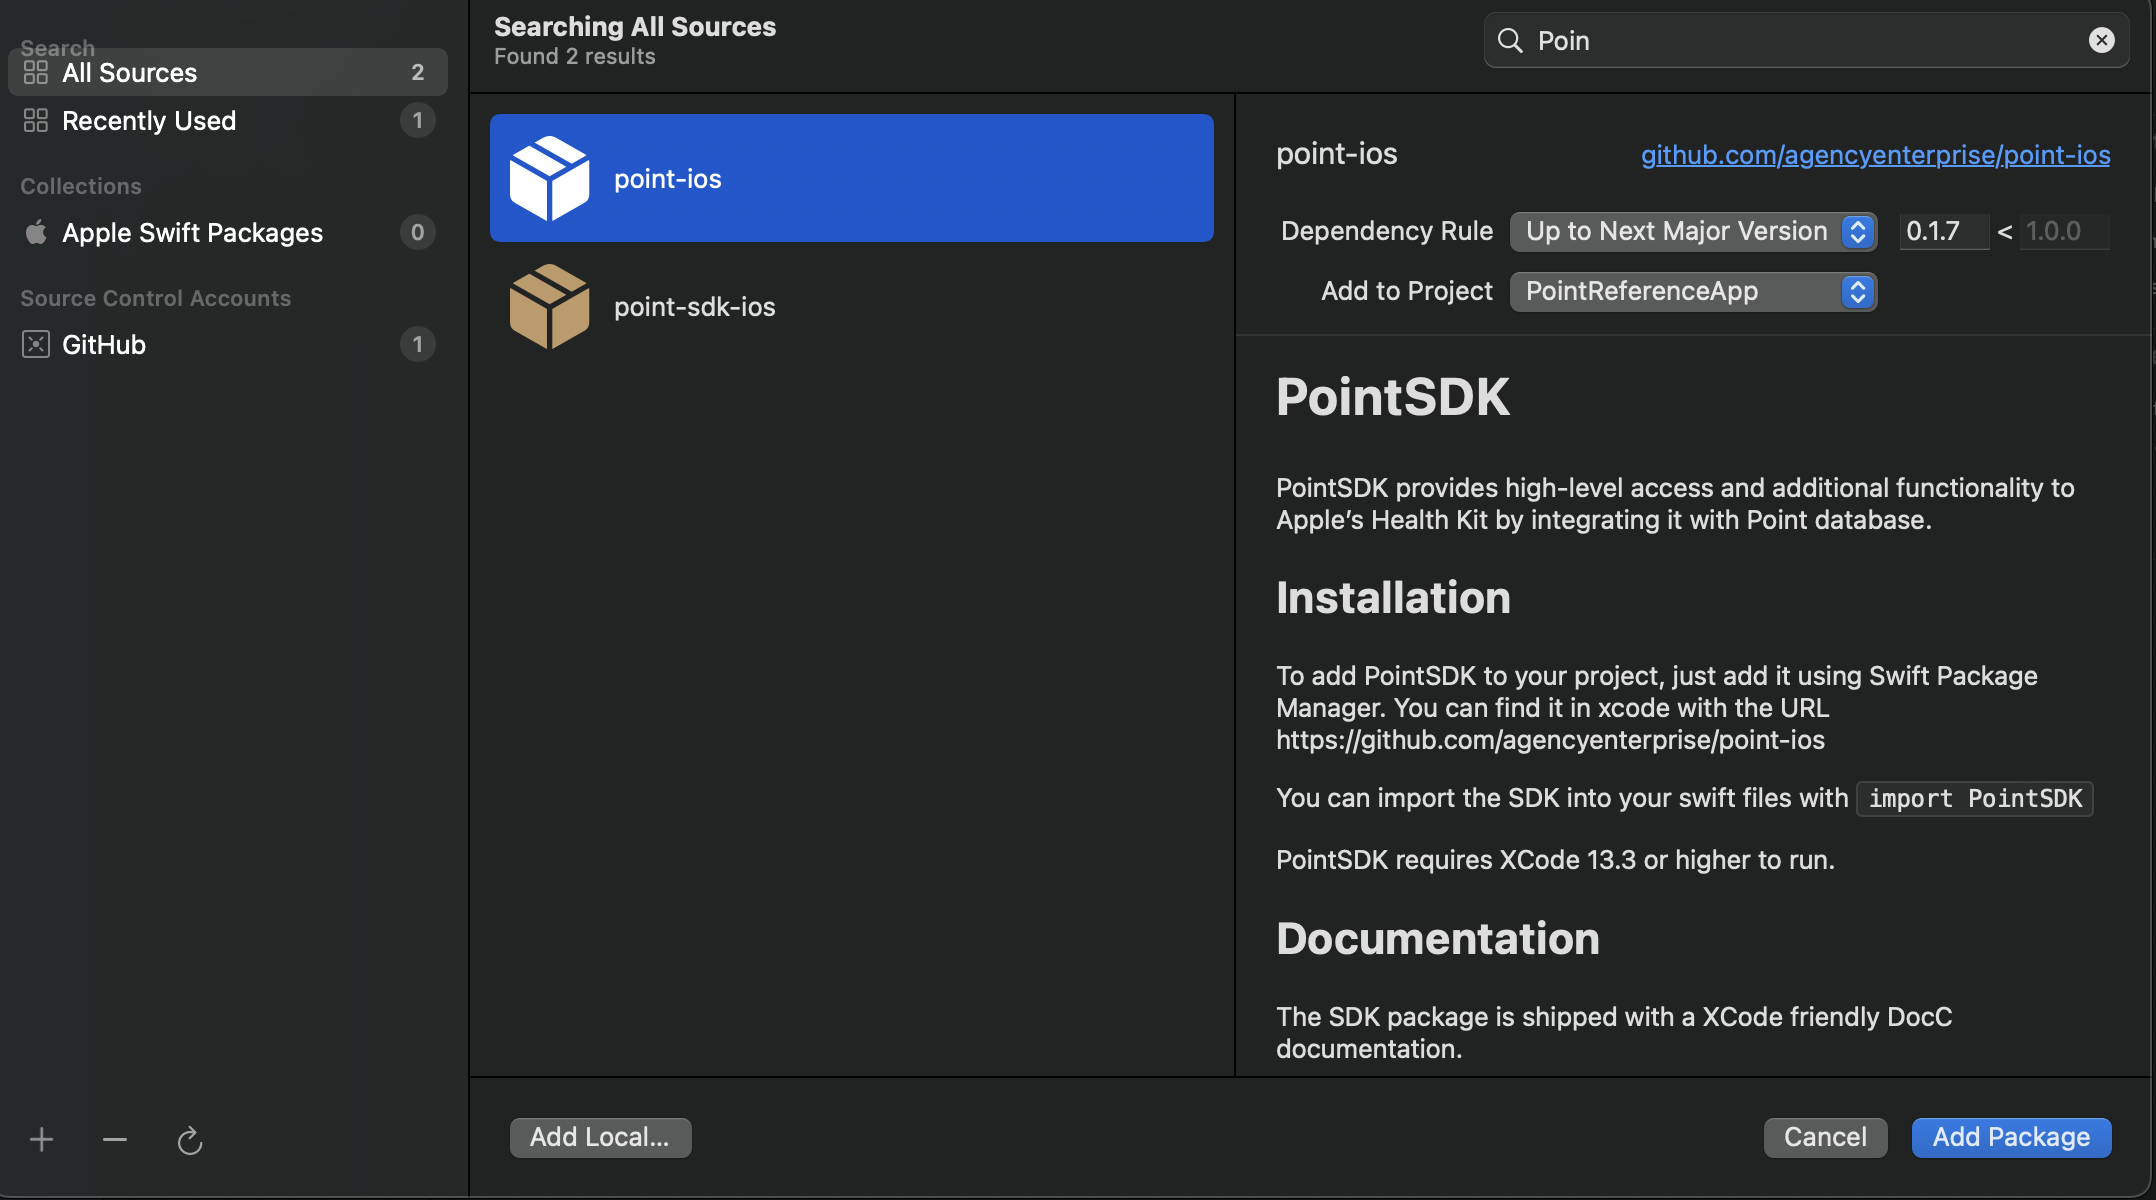 Search
All Sources 2
Recently Used 1
Collections
Apple Swift Packages 0
Source Control Accounts
GitHub 1
Searching All Sources
Found 2 results
Poin
point-ios
point-sdk-ios
point-ios github.com/agencyenterprise/point-ios
Dependency Rule Up to Next Major Version 0.1.7 < 1.0.0
Add to Project PointReferenceApp
PointSDK
PointSDK provides high-level access and additional functionality to
Apple’s Health Kit by integrating it with Point database.
Installation
To add PointSDK to your project, just add it using Swift Package
Manager. You can find it in xcode with the URL
https://github.com/agencyenterprise/point-ios
You can import the SDK into your swift files with import PointSDK
PointSDK requires XCode 13.3 or higher to run.
Documentation
The SDK package is shipped with a XCode friendly DocC
documentation.
Add Local...
Cancel
Add Package